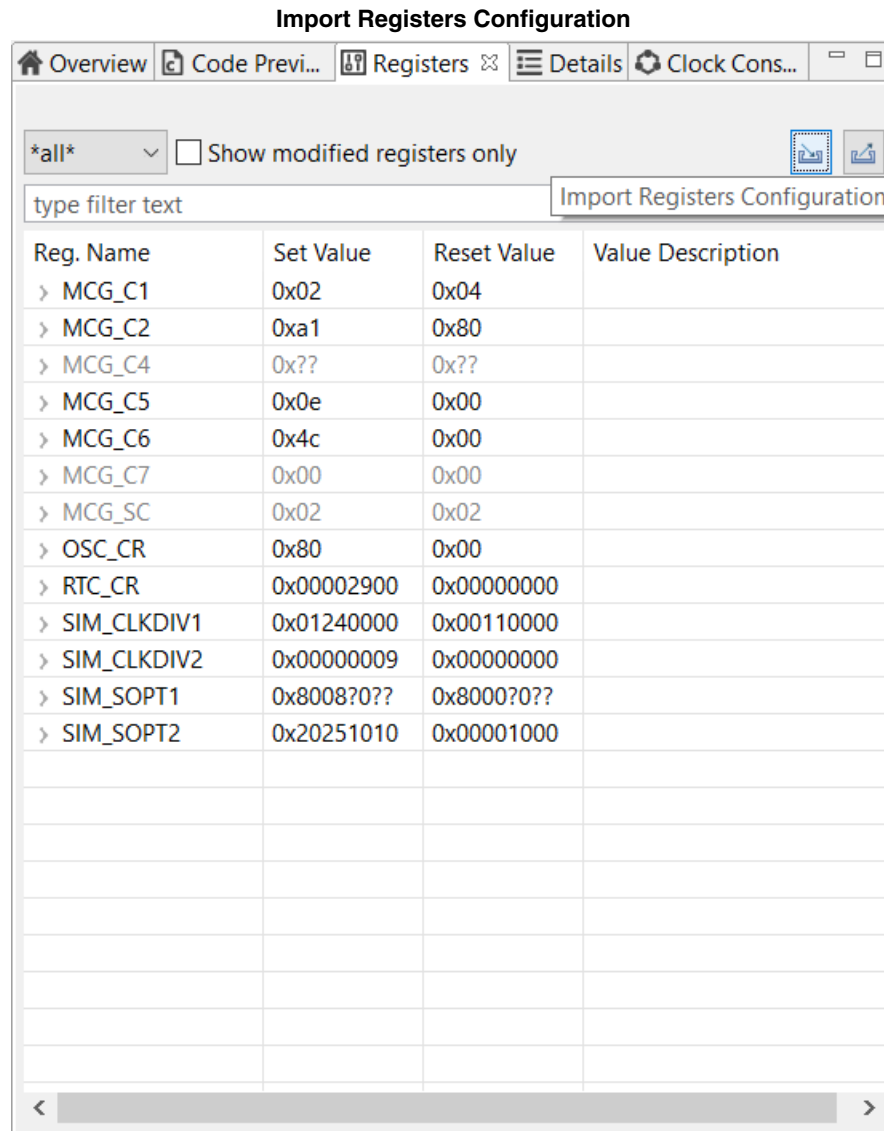 Import Registers Configuration
Overview Code Previ... Registers Details Clock Cons...
*all* Show modified registers only
type filter text Import Registers Configuration
Reg. Name Set Value Reset Value Value Description
MCG_C1 0x02 0x04
MCG_C2 0xa1 0x80
MCG_C4 0x?? 0x??
MCG_C5 0x0e 0x00
MCG_C6 0x4c 0x00
MCG_C7 0x00 0x00
MCG_SC 0x02 0x02
OSC_CR 0x80 0x00
RTC_CR 0x00002900 0x00000000
SIM_CLKDIV1 0x01240000 0x00110000
SIM_CLKDIV2 0x00000009 0x00000000
SIM_SOPT1 0x8008?0?? 0x8000?0??
SIM_SOPT2 0x20251010 0x00001000